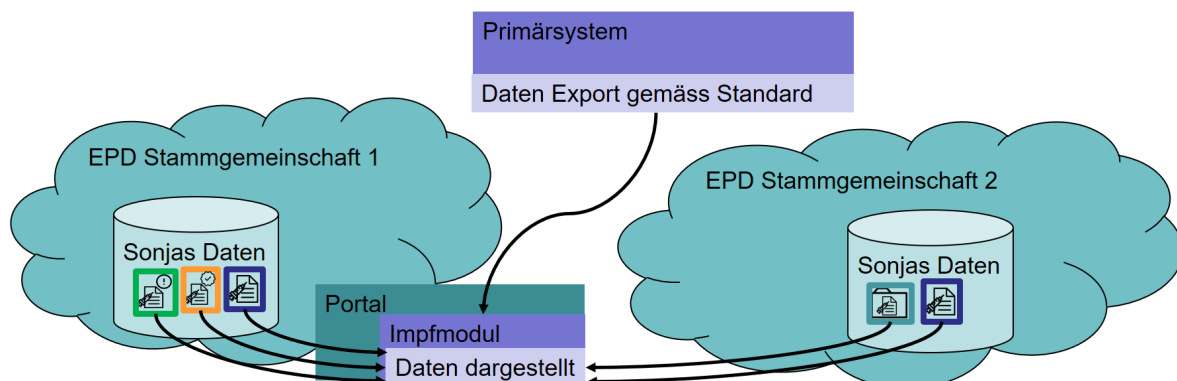 Primärsystem
Daten Export gemäss Standard
EPD Stammgemeinschaft 1
EPD Stammgemeinschaft 2
Sonjas Daten
Sonjas Daten
Portal
Impfmodul
Daten dargestellt